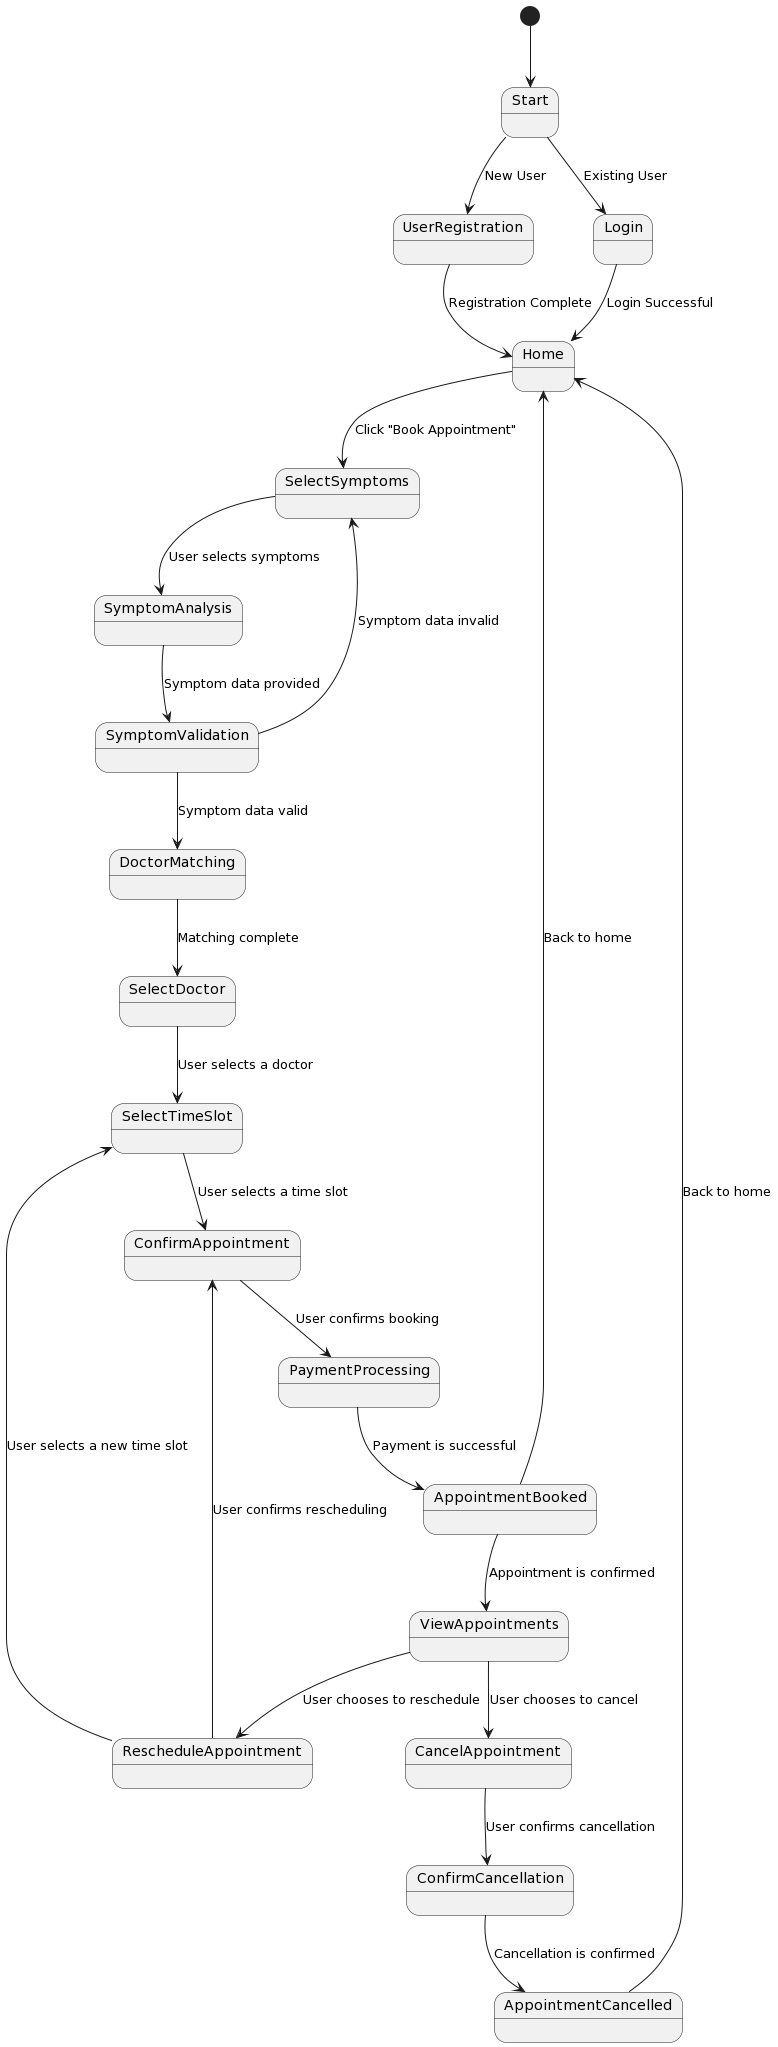 Start
New User
Existing User
UserRegistration
Login
Registration Complete
Login Successful
Home
Click "Book Appointment"
SelectSymptoms
User selects symptoms
SymptomAnalysis
Symptom data invalid
Symptom data provided
SymptomValidation
Symptom data valid
DoctorMatching
Matching complete
Back to home
SelectDoctor
User selects a doctor
SelectTimeSlot
User selects a time slot
Back to home
ConfirmAppointment
User confirms booking
PaymentProcessing
User selects a new time slot
Payment is successful
AppointmentBooked
User confirms rescheduling
Appointment is confirmed
ViewAppointments
User chooses to reschedule
User chooses to cancel
RescheduleAppointment
CancelAppointment
User confirms cancellation
ConfirmCancellation
Cancellation is confirmed
AppointmentCancelled